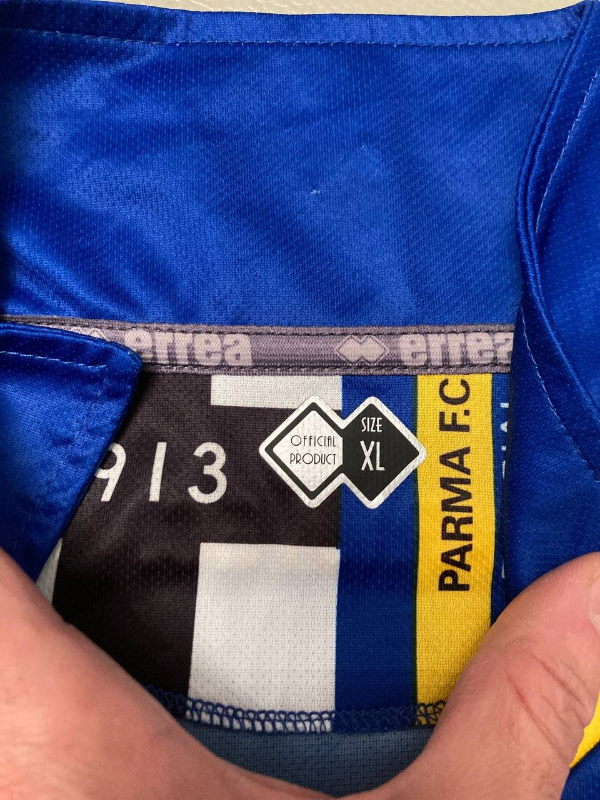 errea errea
913
OFFICIAL
PRODUCT
SIZE
XL
PARMA F.C